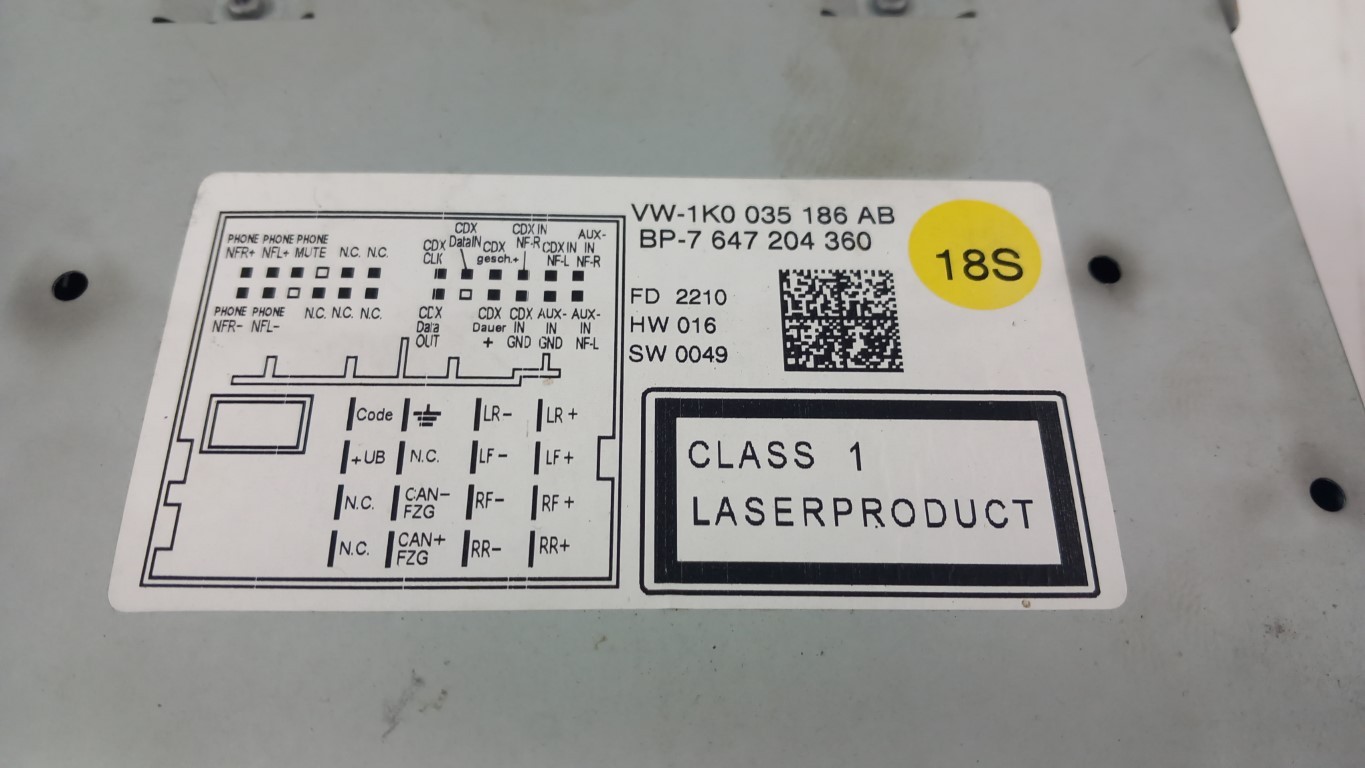 VW-1K0 035 186 AB
BP-7 647 204 360
18S
FD 2210
HW 016
SW 0049
CLASS 1
LASERPRODUCT
PHONE PHONE PHONE
NFR+ NFL+ MUTE N.C. N.C.
PHONE PHONE
NFR- NFL-
N.C. N.C. N.C.
CDX
CLK
CDX
DataIN
CDX
gesch.+
CDX IN
NF-R
CDX IN
NF-L
AUX-
IN
NF-R
CDX
Data
OUT
CDX
Dauer
+
CDX
IN
GND
AUX-
IN
GND
AUX-
IN
NF-L
Code LR- LR+
+UB N.C. LF- LF+
N.C. CAN- FZG RF- RF+
N.C. CAN+ FZG RR- RR+